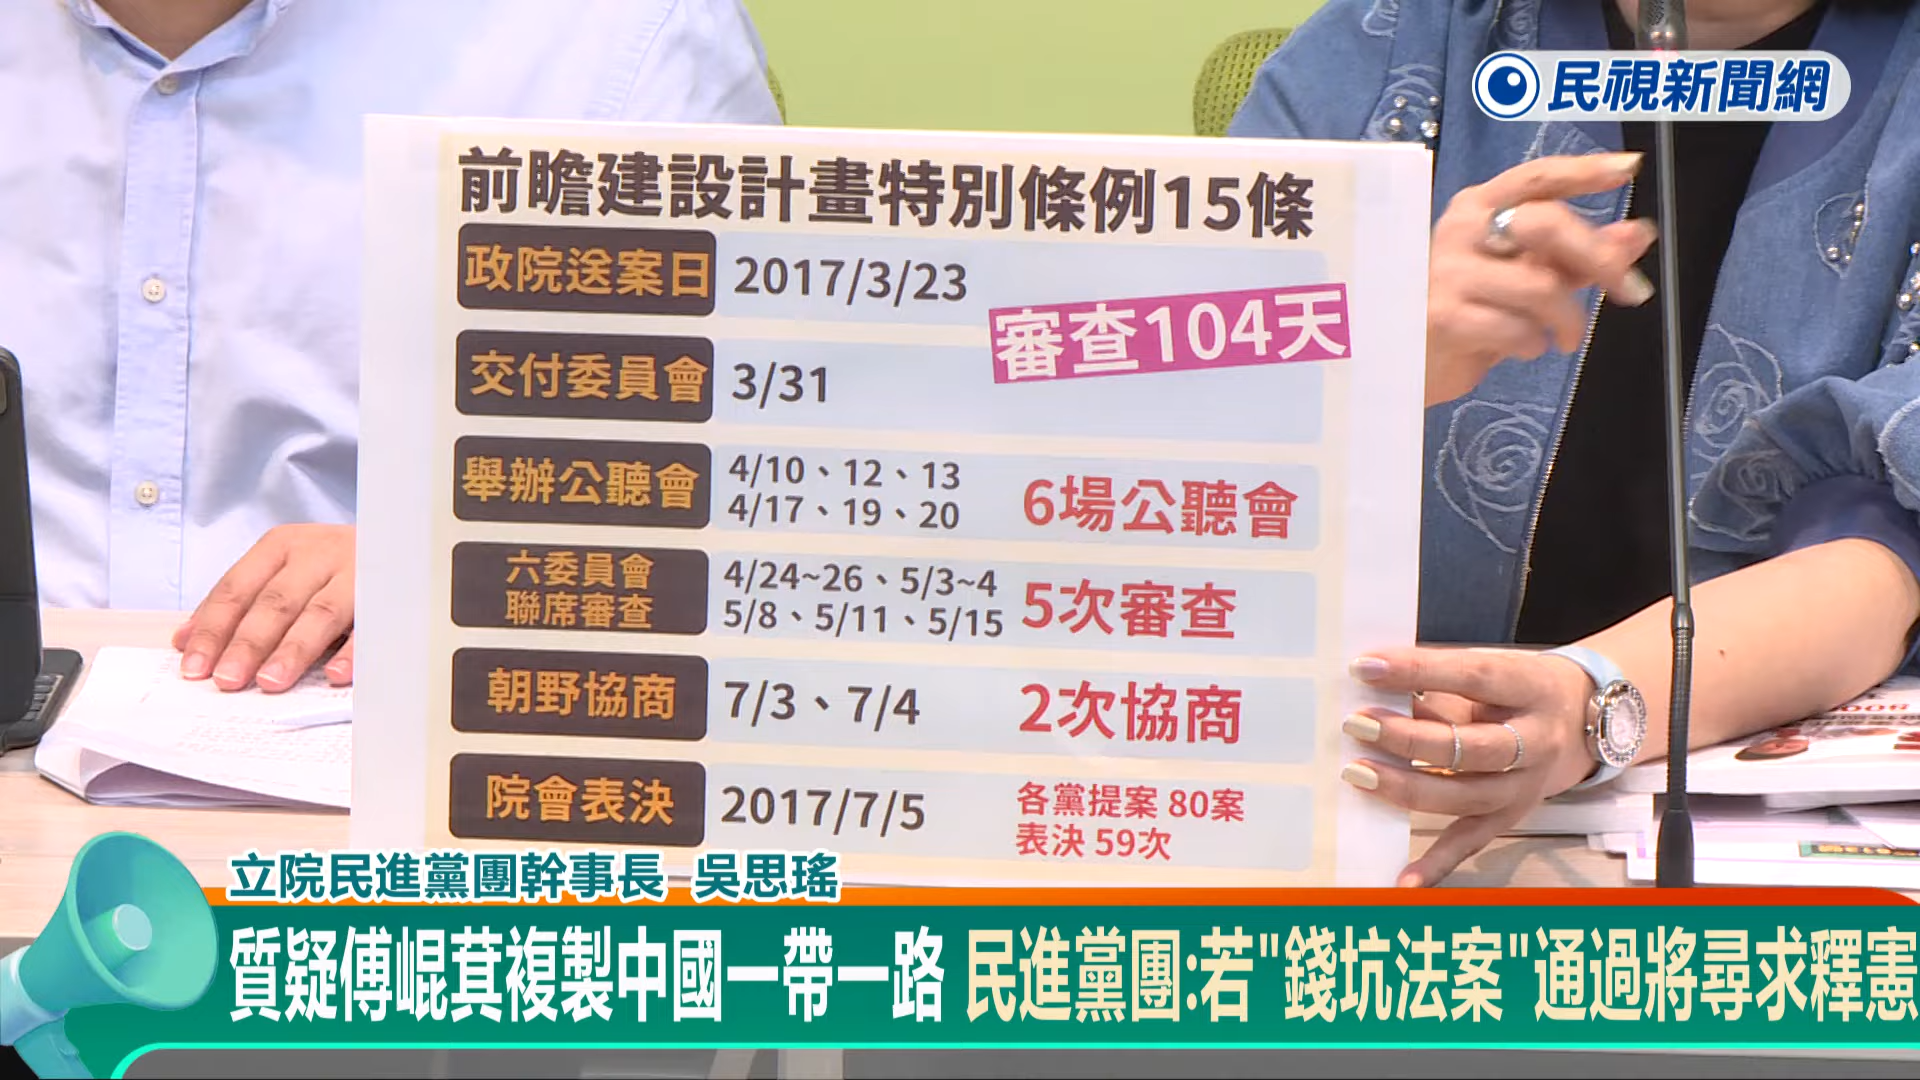 民視新聞網
前瞻建設計畫特別條例15條
政院送案日 2017/3/23
審查104天
交付委員會 3/31
舉辦公聽會 4/10、12、13
4/17、19、20
6場公聽會
六委員會
聯席審查
4/24~26、5/3~4
5/8、5/11、5/15
5次審查
朝野協商 7/3、7/4 2次協商
院會表決 2017/7/5
各黨提案 80案
表決 59次
立院民進黨團幹事長 吳思瑤
質疑傅崐萁複製中國一帶一路 民進黨團:若"錢坑法案"通過將尋求釋憲